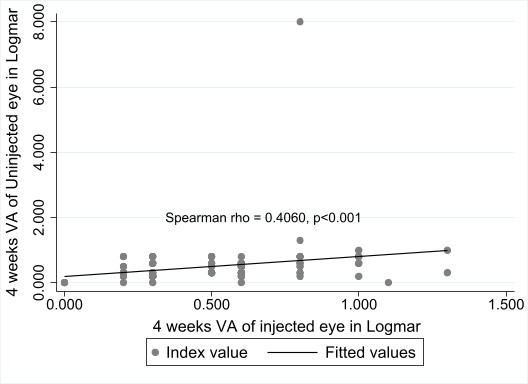 4 weeks VA of Uninjected eye in Logmar
8.000
6.000
4.000
2.000
0.000
Spearman rho = 0.4060, p<0.001
0.000 0.500 1.000 1.500
4 weeks VA of injected eye in Logmar
Index value Fitted values